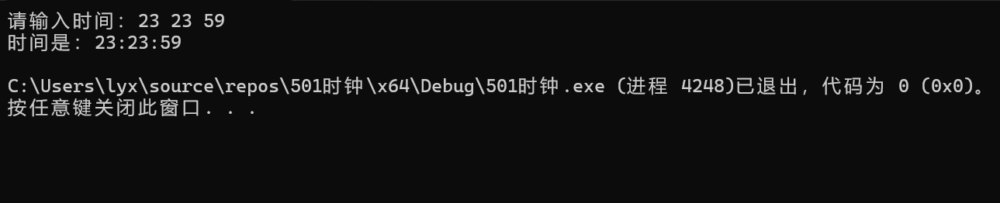 请输入时间：23 23 59
时间是：23:23:59
C:\Users\lyx\source\repos\501时钟\x64\Debug\501时钟.exe (进程 4248)已退出，代码为 0 (0x0)。
按任意键关闭此窗口. . .